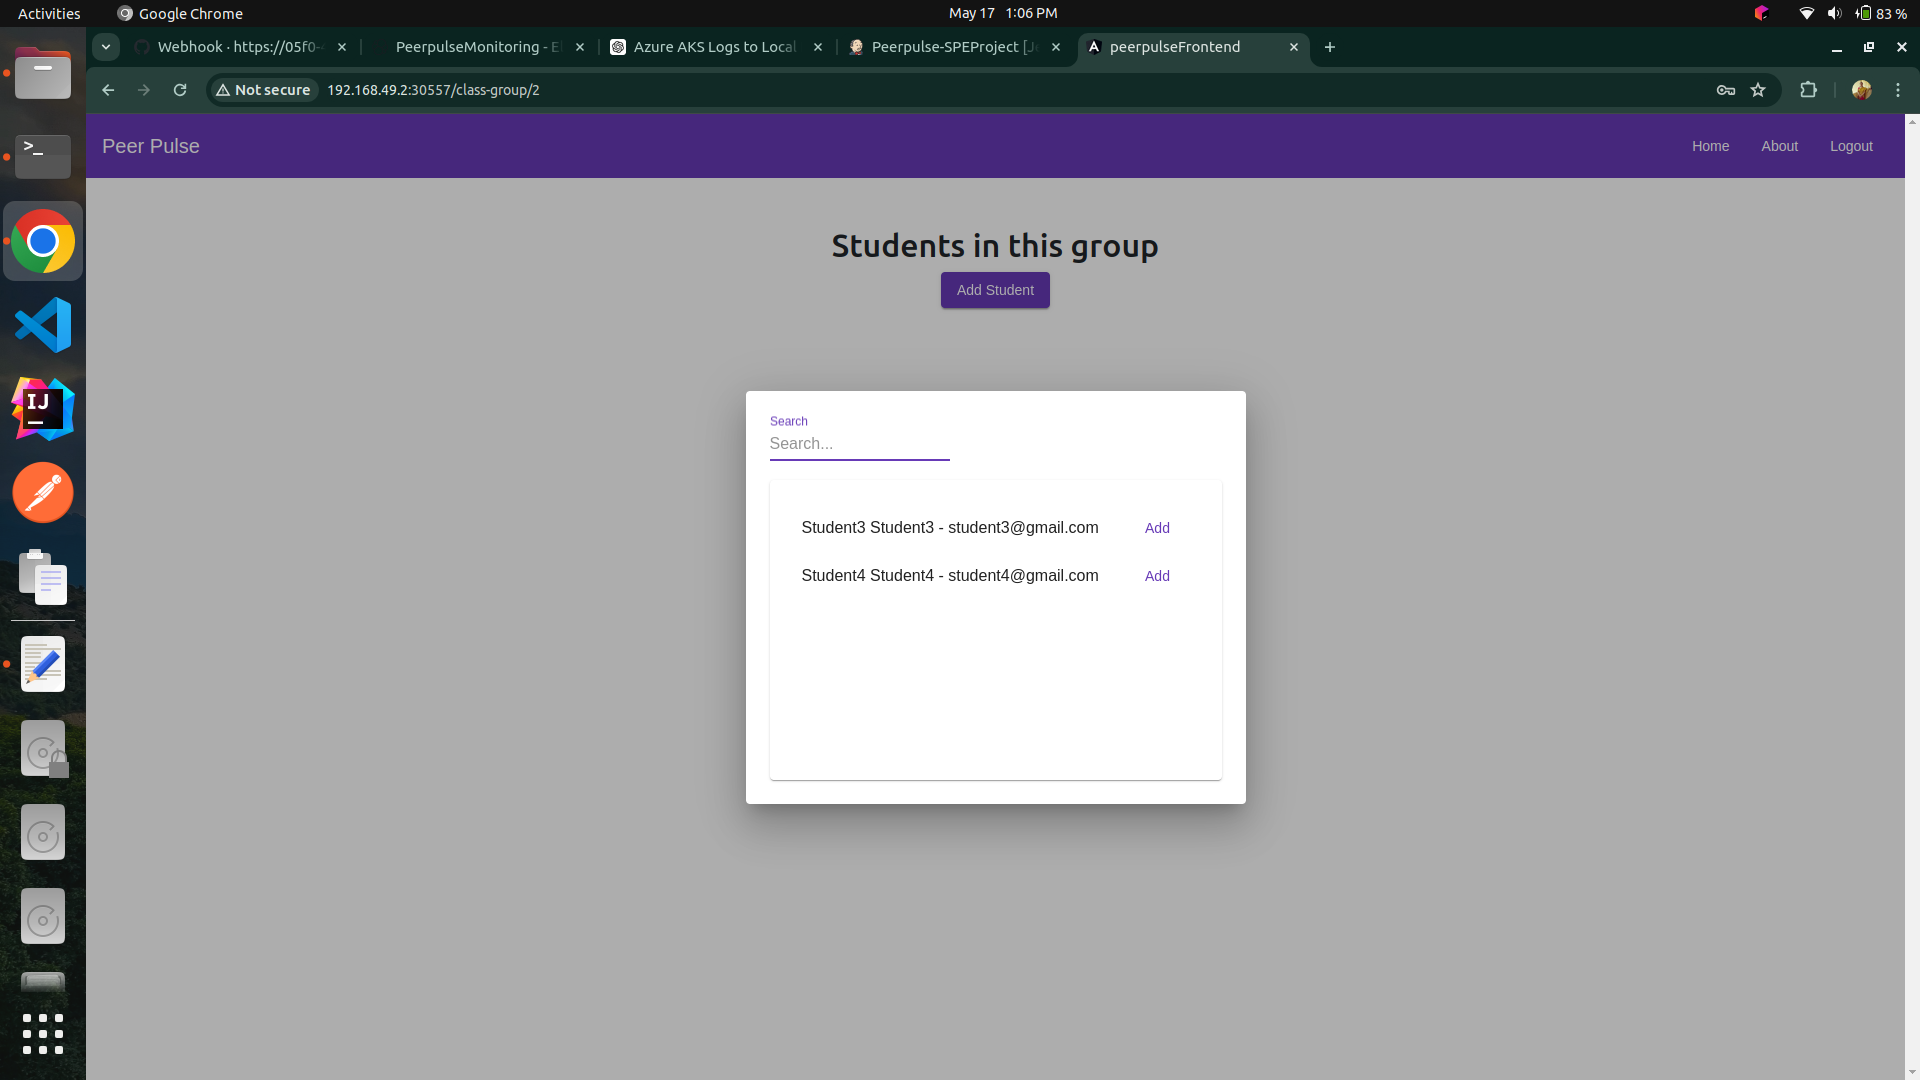 Activities Google Chrome May 17 1:06 PM 83 %
Webhook · https://05f0- PeerpulseMonitoring - El Azure AKS Logs to Local Peerpulse-SPEProject [Je peerpulseFrontend
Not secure 192.168.49.2:30557/class-group/2
Peer Pulse Home About Logout
Students in this group
Add Student
Search
Search...
Student3 Student3 - student3@gmail.com Add
Student4 Student4 - student4@gmail.com Add
>_
IJ